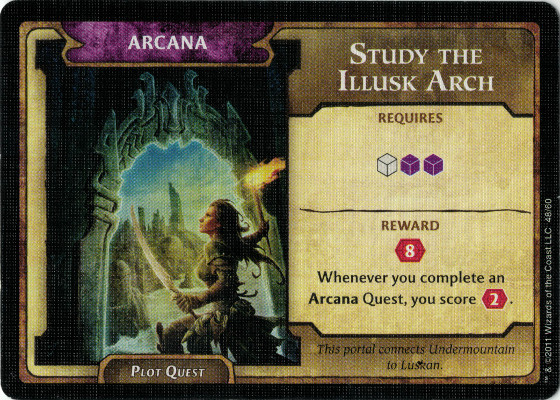 ARCANA
STUDY THE
ILLUSK ARCH
REQUIRES
REWARD
8
Whenever you complete an
Arcana Quest, you score 2.
This portal connects Undermountain
to Luskan.
PLOT QUEST
™ & ©2011 Wizards of the Coast LLC 48/60